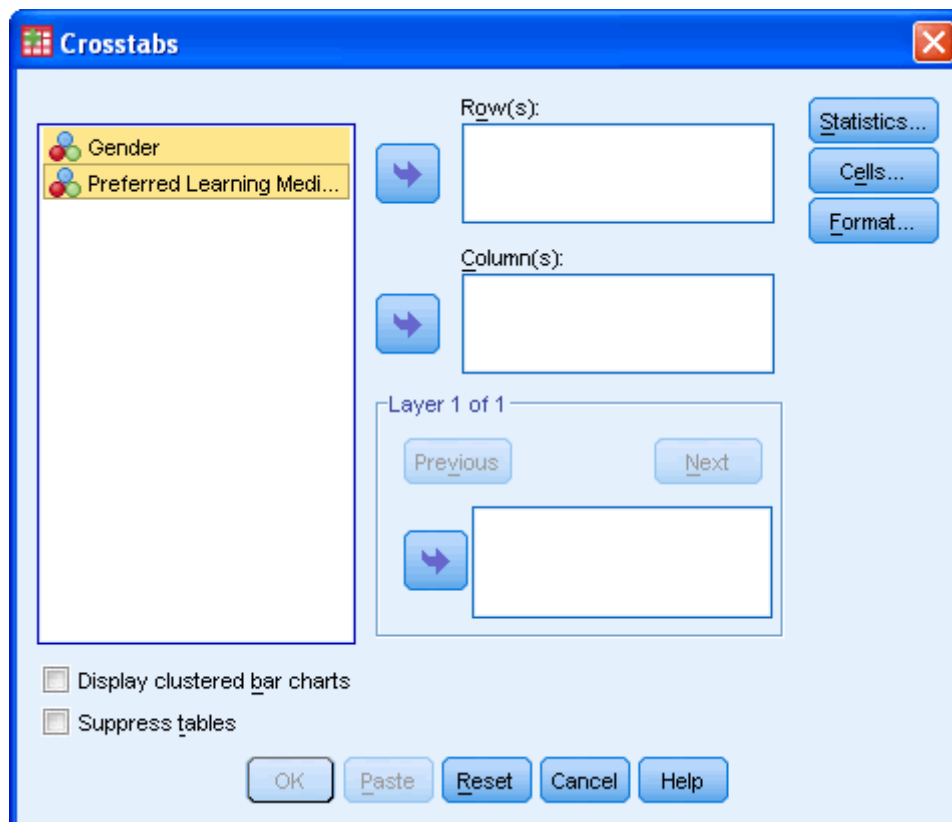 Crosstabs
Gender
Preferred Learning Medi...
Row(s):
Column(s):
Layer 1 of 1
Previous
Next
Statistics...
Cells...
Format...
Display clustered bar charts
Suppress tables
OK
Paste
Reset
Cancel
Help